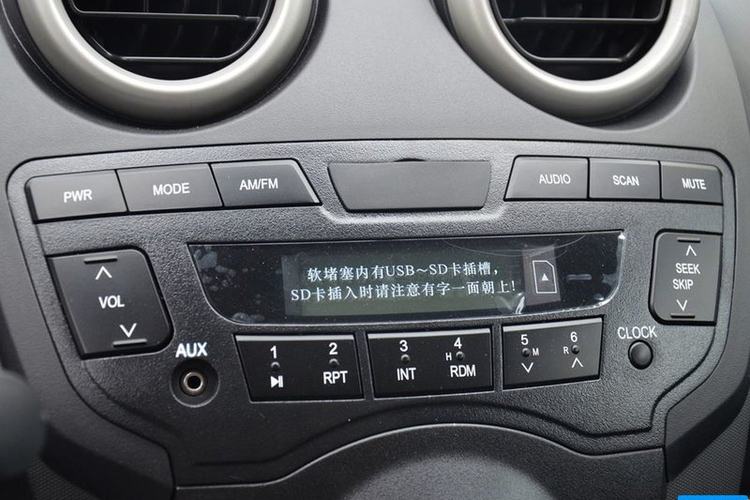 PWR MODE AM/FM AUDIO SCAN MUTE
软堵塞内有USB～SD卡插槽，
SD卡插入时请注意有字一面朝上！
VOL
SEEK
SKIP
AUX
1 2 3 4 5 6
H M R
RPT INT RDM
CLOCK